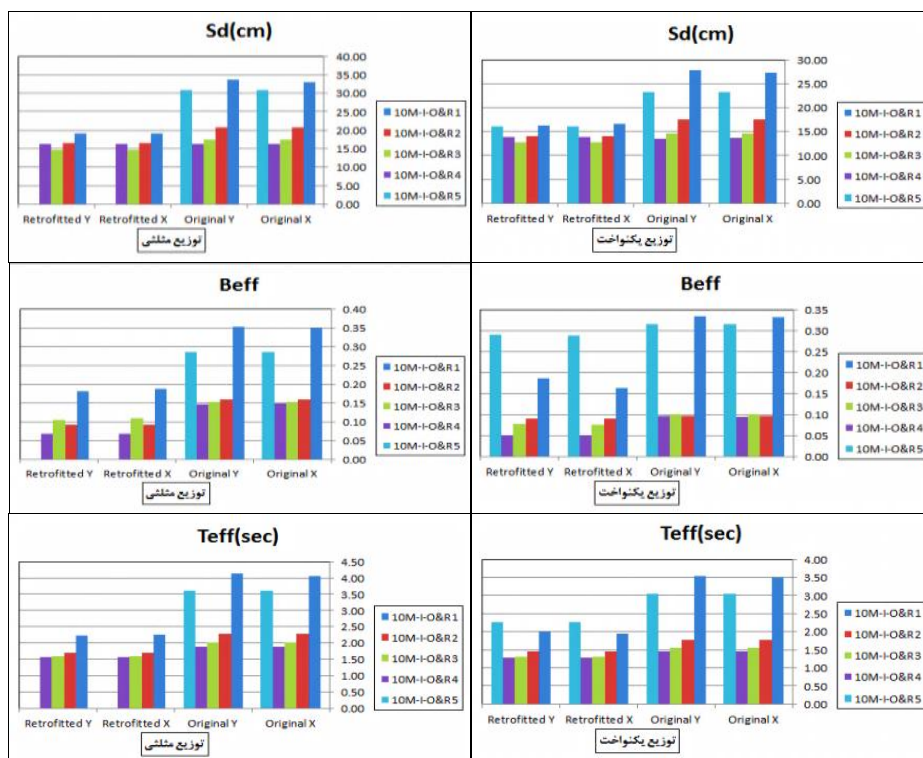 Sd(cm)
40.00
35.00
30.00
25.00
20.00
15.00
10.00
5.00
0.00
10M-I-O&R1
10M-I-O&R2
10M-I-O&R3
10M-I-O&R4
10M-I-O&R5
Retrofitted Y Retrofitted X Original Y Original X
توزیع مثلثی
Sd(cm)
30.00
25.00
20.00
15.00
10.00
5.00
0.00
10M-I-O&R1
10M-I-O&R2
10M-I-O&R3
10M-I-O&R4
10M-I-O&R5
Retrofitted Y Retrofitted X Original Y Original X
توزیع یکنواخت
Beff
0.40
0.35
0.30
0.25
0.20
0.15
0.10
0.05
0.00
10M-I-O&R1
10M-I-O&R2
10M-I-O&R3
10M-I-O&R4
10M-I-O&R5
Retrofitted Y Retrofitted X Original Y Original X
توزیع مثلثی
Beff
0.35
0.30
0.25
0.20
0.15
0.10
0.05
0.00
10M-I-O&R1
10M-I-O&R2
10M-I-O&R3
10M-I-O&R4
10M-I-O&R5
Retrofitted Y Retrofitted X Original Y Original X
توزیع یکنواخت
Teff(sec)
4.50
4.00
3.50
3.00
2.50
2.00
1.50
1.00
0.50
0.00
10M-I-O&R1
10M-I-O&R2
10M-I-O&R3
10M-I-O&R4
10M-I-O&R5
Retrofitted Y Retrofitted X Original Y Original X
توزیع مثلثی
Teff(sec)
4.00
3.50
3.00
2.50
2.00
1.50
1.00
0.50
0.00
10M-I-O&R1
10M-I-O&R2
10M-I-O&R3
10M-I-O&R4
10M-I-O&R5
Retrofitted Y Retrofitted X Original Y Original X
توزیع یکنواخت